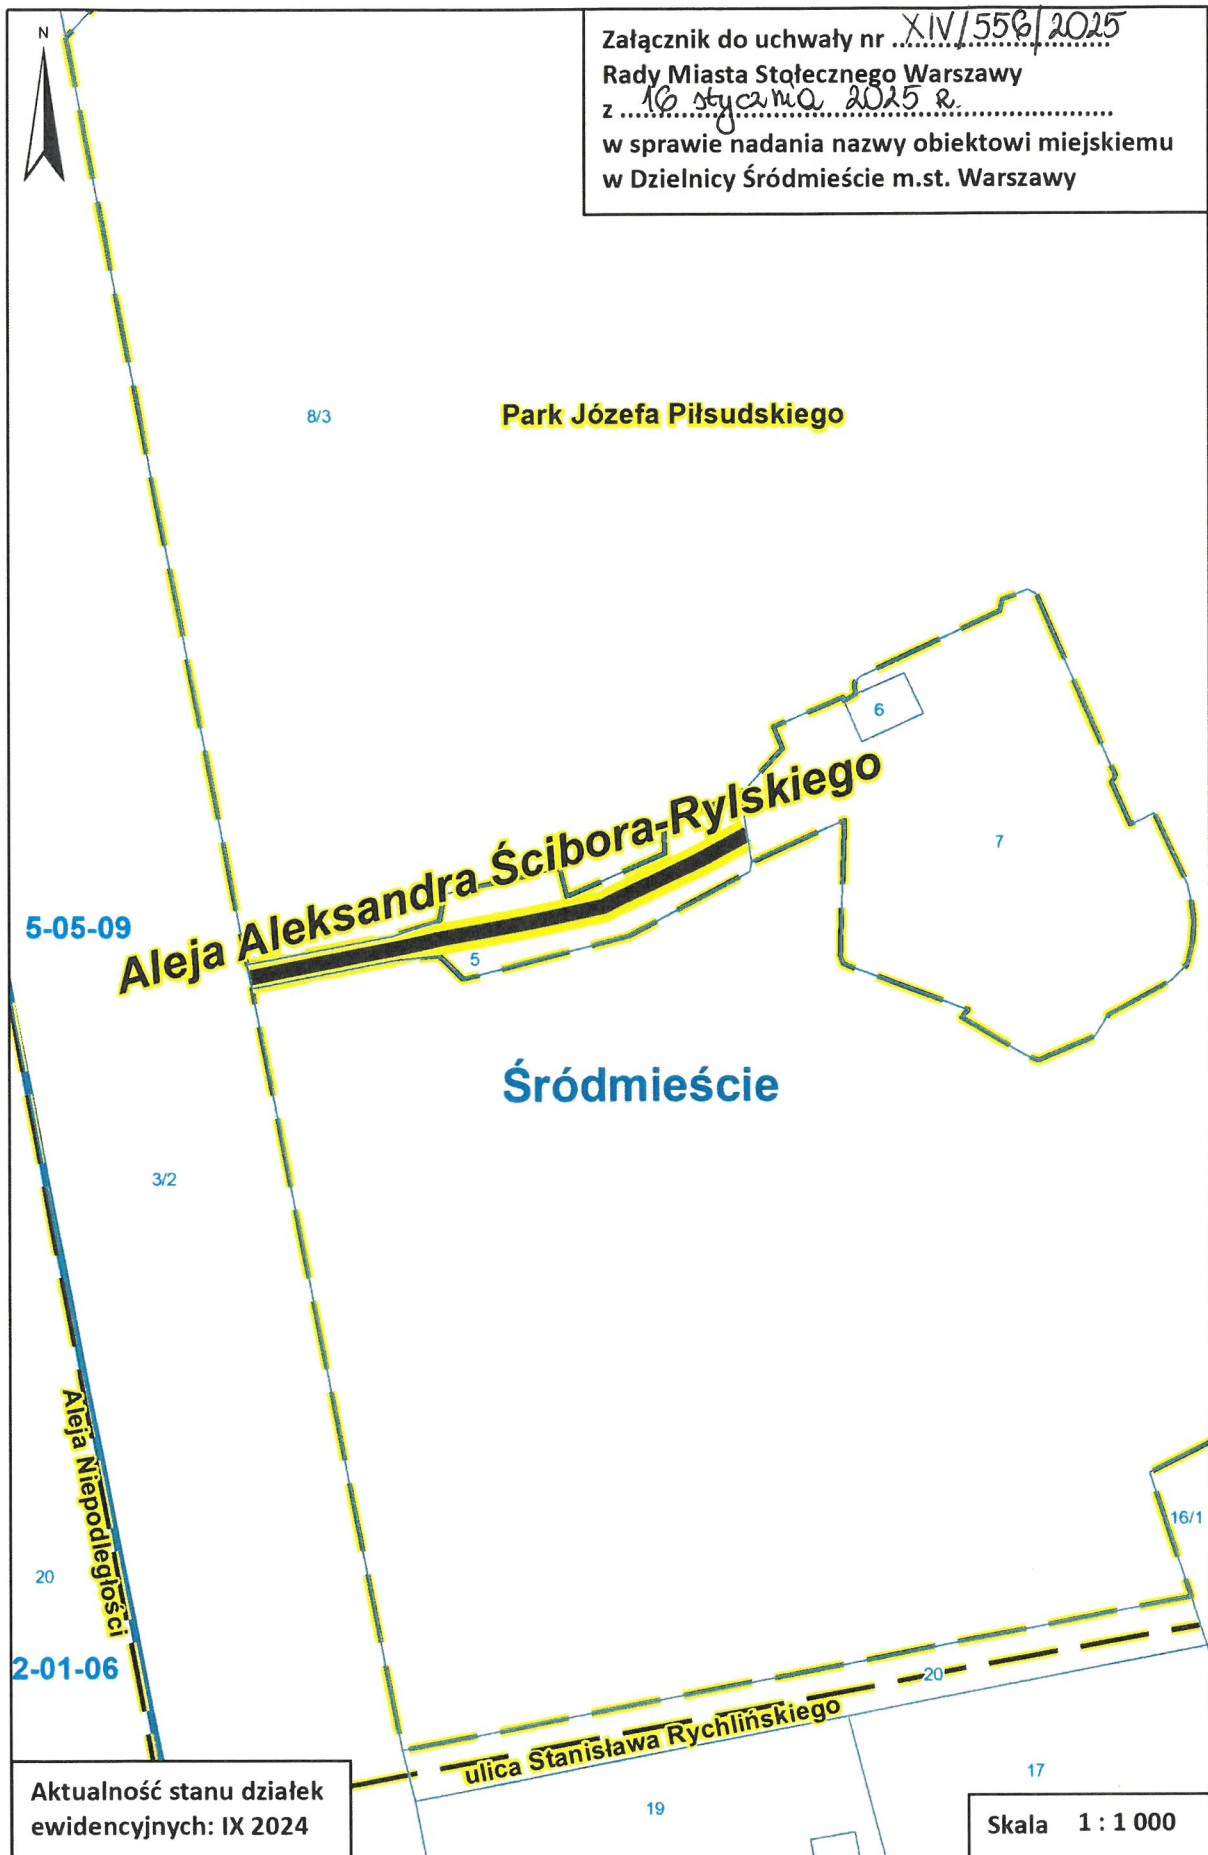 N
Załącznik do uchwały nr XIV/556/2025
Rady Miasta Stołecznego Warszawy
z 16 stycznia 2025 r.
w sprawie nadania nazwy obiektowi miejskiemu
w Dzielnicy Śródmieście m.st. Warszawy
8/3
Park Józefa Piłsudskiego
6
Aleja Aleksandra Ścibora-Rylskiego
7
5-05-09
5
Śródmieście
3/2
Aleja Niepodległości
16/1
20
2-01-06
20
ulica Stanisława Rychlińskiego
17
19
Aktualność stanu działek
ewidencyjnych: IX 2024
Skala 1 : 1 000